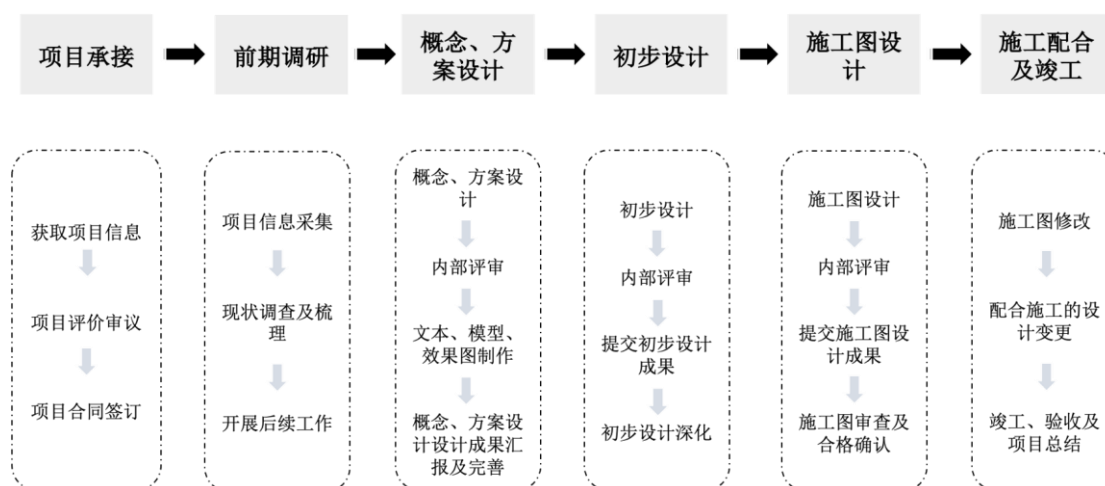 项目承接
前期调研
概念、方
案设计
初步设计
施工图设
计
施工配合
及竣工
获取项目信息
项目评价审议
项目合同签订
项目信息采集
现状调查及梳
理
开展后续工作
概念、方案设
计
内部评审
文本、模型、
效果图制作
概念、方案设
计设计成果汇
报及完善
初步设计
内部评审
提交初步设计
成果
初步设计深化
施工图设计
内部评审
提交施工图设
计成果
施工图审查及
合格确认
施工图修改
配合施工的设
计变更
竣工、验收及
项目总结